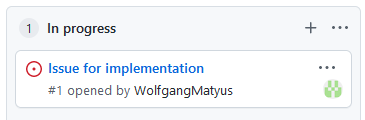 1 In progress
Issue for implementation
#1 opened by WolfgangMatyus